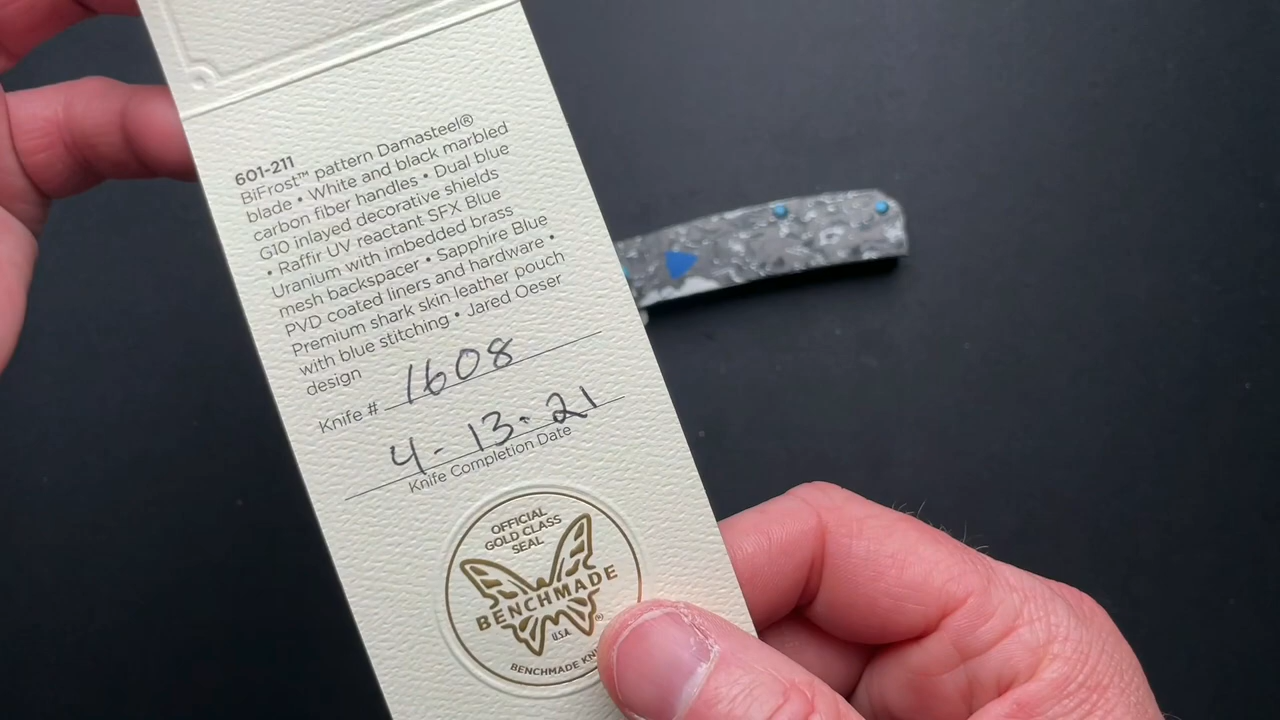 601-211
BiFrost™ pattern Damasteel®
blade • White and black marbled
carbon fiber handles • Dual blue
G10 inlayed decorative shields
• Raffir UV reactant SFX Blue
Uranium with imbedded brass
mesh backspacer • Sapphire Blue
PVD coated liners and hardware •
Premium shark skin leather pouch
with blue stitching • Jared Oeser
design
Knife # 1608
4-13-21
Knife Completion Date
OFFICIAL
GOLD CLASS
SEAL
BENCHMADE
®
U.S.A.
BENCHMADE